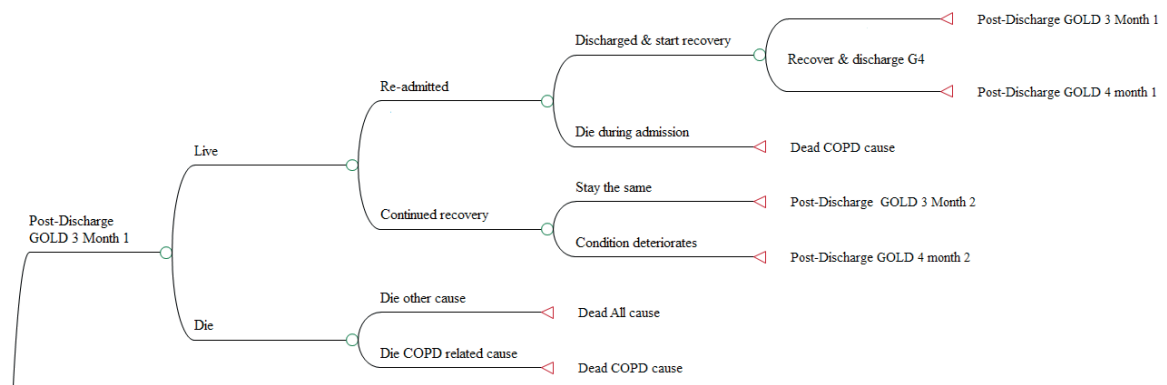 Post-Discharge GOLD 3 Month 1
Discharged & start recovery
Recover & discharge G4
Re-admitted
Post-Discharge GOLD 4 month 1
Die during admission
Dead COPD cause
Live
Stay the same
Post-Discharge  GOLD 3 Month 2
Continued recovery
Post-Discharge
GOLD 3 Month 1
Condition deteriorates
Post-Discharge GOLD 4 month 2
Die other cause
Dead All cause
Die
Die COPD related cause
Dead COPD cause